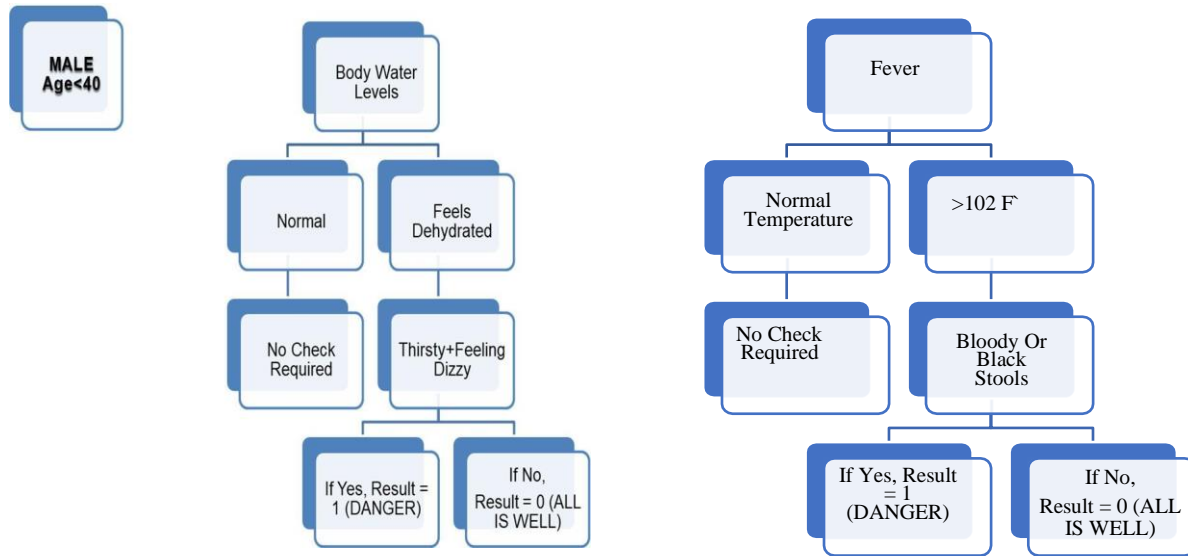 MALE
Age<40
Body Water
Levels
Normal
Feels
Dehydrated
No Check
Required
Thirsty+Feeling
Dizzy
If Yes, Result =
1 (DANGER)
If No,
Result = 0 (ALL
IS WELL)
Fever
Normal
Temperature
>102 F`
No Check
Required
Bloody Or
Black
Stools
If Yes, Result
= 1
(DANGER)
If No,
Result = 0 (ALL
IS WELL)